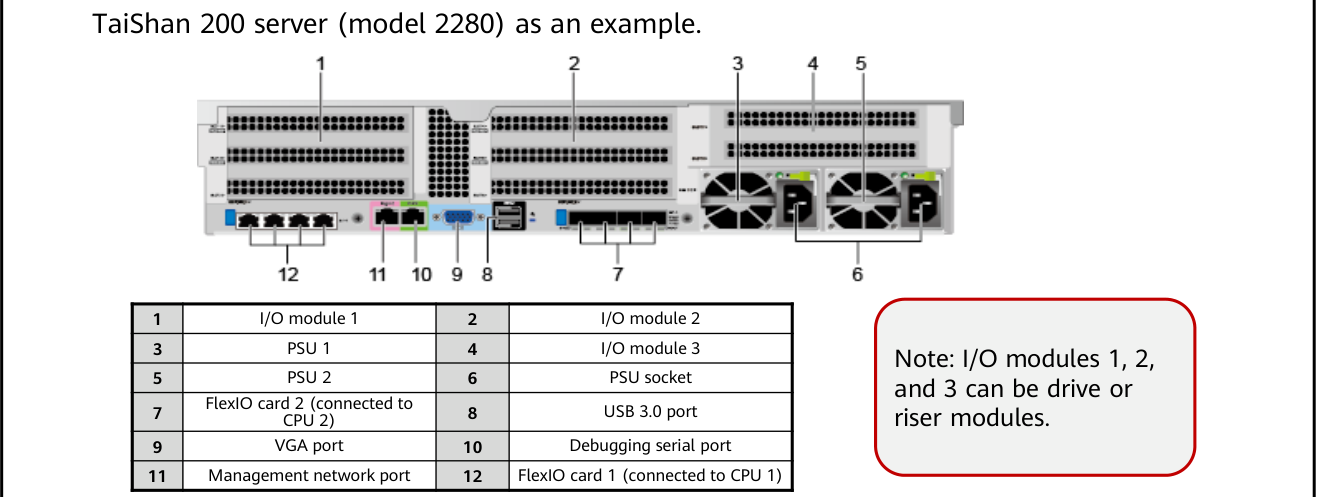 TaiShan 200 server (model 2280) as an example.
1 2 3 4 5
12 11 10 9 8 7 6
1 I/O module 1 2 I/O module 2
3 PSU 1 4 I/O module 3
5 PSU 2 6 PSU socket
7 FlexIO card 2 (connected to
CPU 2) 8 USB 3.0 port
9 VGA port 10 Debugging serial port
11 Management network port 12 FlexIO card 1 (connected to CPU 1)
Note: I/O modules 1, 2,
and 3 can be drive or
riser modules.